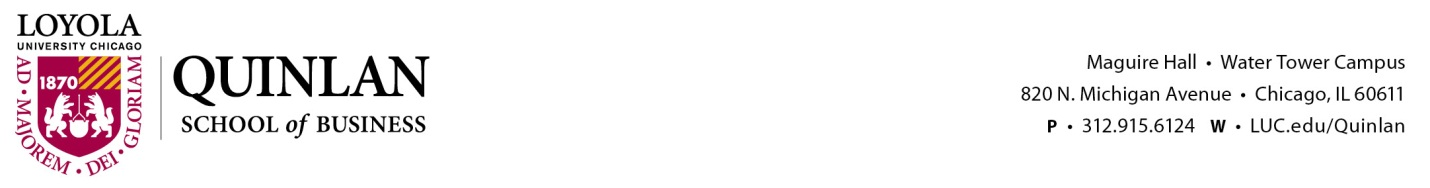 LOYOLA
UNIVERSITY CHICAGO
AD • MAJOREM • DEI • GLORIAM
1870
QUINLAN
SCHOOL of BUSINESS
Maguire Hall • Water Tower Campus
820 N. Michigan Avenue • Chicago, IL 60611
P • 312.915.6124 W • LUC.edu/Quinlan